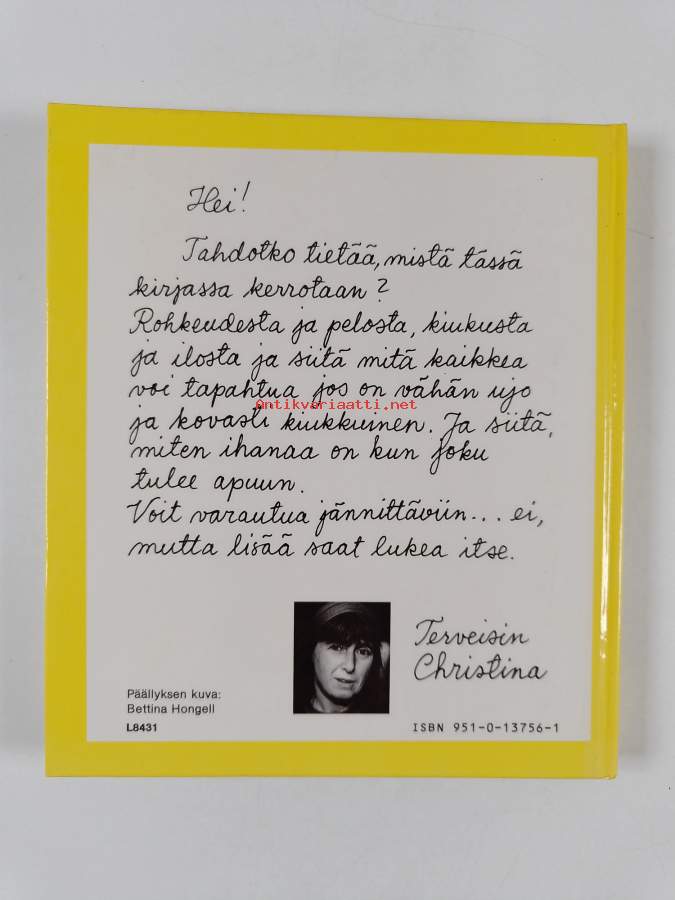 Hei!
Tahdotko tietää, mistä tässä
kirjassa kerrotaan?
Rohkeudesta ja pelosta, kiukusta
ja ilosta ja siitä mitä kaikkea
voi tapahtua jos on vähän ujo
Antikvariaatti.net
ja kovasti kiukkuinen. Ja siitä,
miten ihanaa on kun joku
tulee apuun.
Voit varautua jännittäviin... ei,
mutta lisää saat lukea itse.
Terveisin
Christina
Päällyksen kuva:
Bettina Hongell
L8431
ISBN 951-0-13756-1